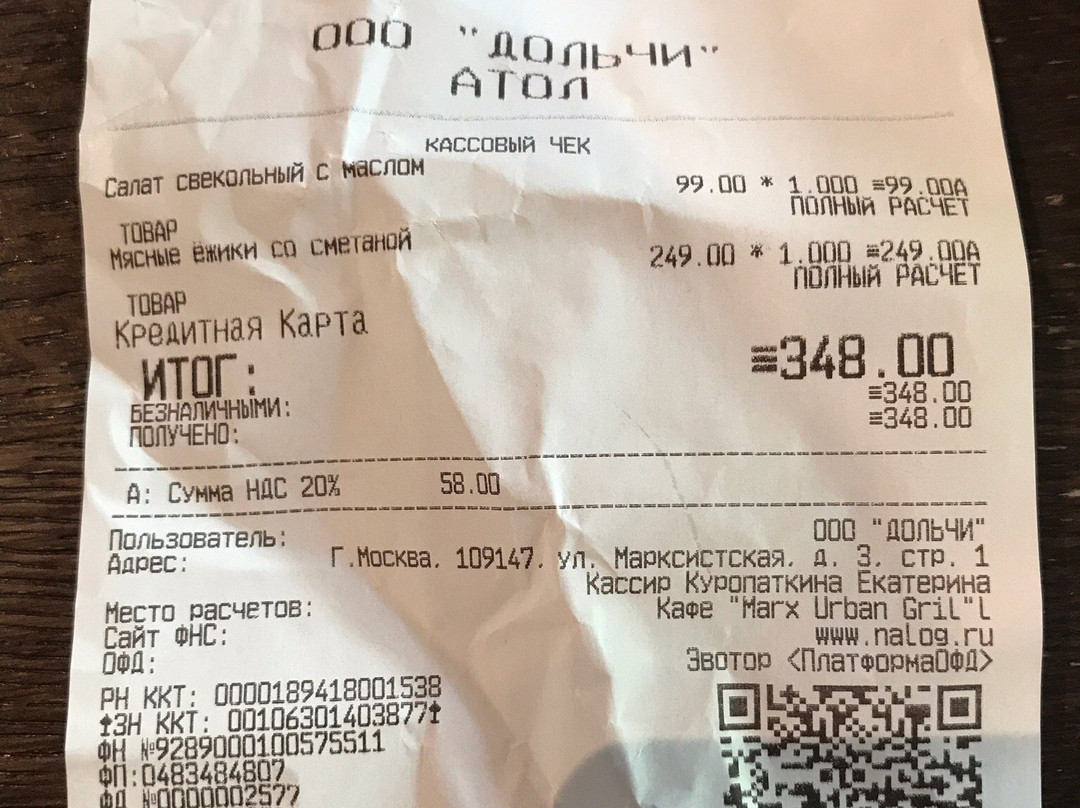 ООО "ДОЛЬЧИ"
АТОЛ
КАССОВЫЙ ЧЕК
Салат свекольный с маслом
99.00 * 1.000 ≡99.00А
ПОЛНЫЙ РАСЧЕТ
ТОВАР
Мясные ёжики со сметаной
249.00 * 1.000 ≡249.00А
ПОЛНЫЙ РАСЧЕТ
ТОВАР
Кредитная Карта
ИТОГ: ≡348.00
БЕЗНАЛИЧНЫМИ: ≡348.00
ПОЛУЧЕНО: ≡348.00
А: Сумма НДС 20% 58.00
Пользователь: ООО "ДОЛЬЧИ"
Адрес: Г.Москва, 109147, ул. Марксистская, д. 3, стр. 1
Кассир Куропаткина Екатерина
Место расчетов: Кафе "Marx Urban Gril"l
Сайт ФНС: www.nalog.ru
ОФД: Эвотор <ПлатформаОФД>
РН ККТ: 0000189418001538
ЗН ККТ: 00106301403877
ФН №9289000100575511
ФП:0483484807
ФД №0000002577